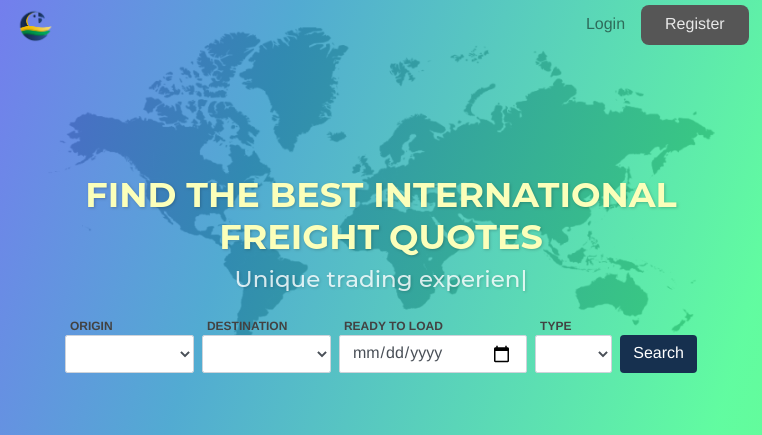 Login
Register
FIND THE BEST INTERNATIONAL
FREIGHT QUOTES
Unique trading experien|
ORIGIN
DESTINATION
READY TO LOAD
TYPE
mm/dd/yyyy
Search